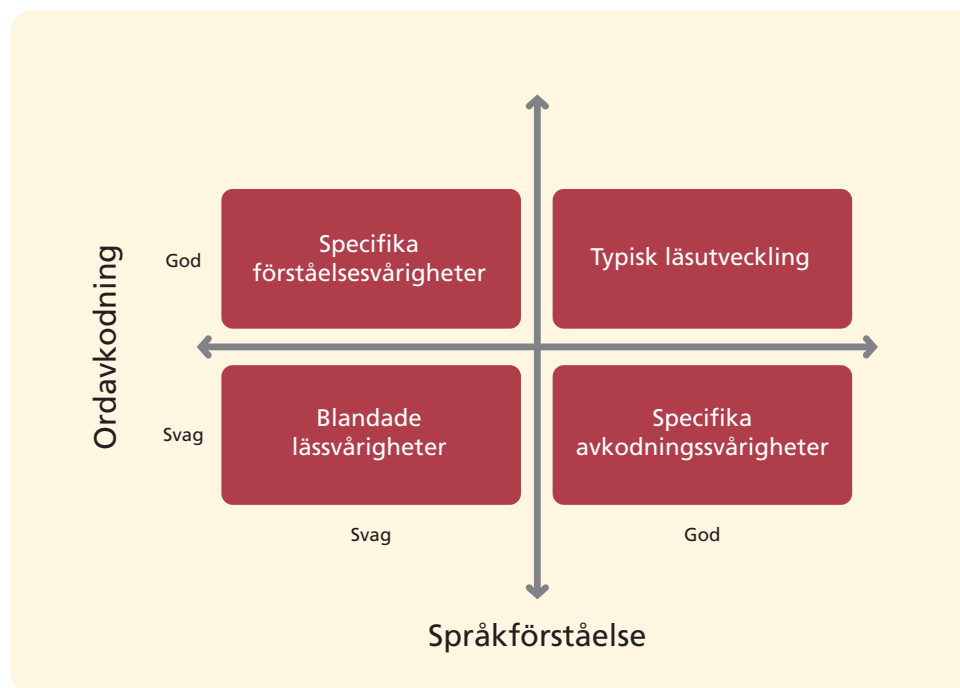 Ordavkodning
God
Specifika
förståelsesvårigheter
Typisk läsutveckling
Svag
Blandade
lässvårigheter
Specifika
avkodningssvårigheter
Svag
God
Språkförståelse